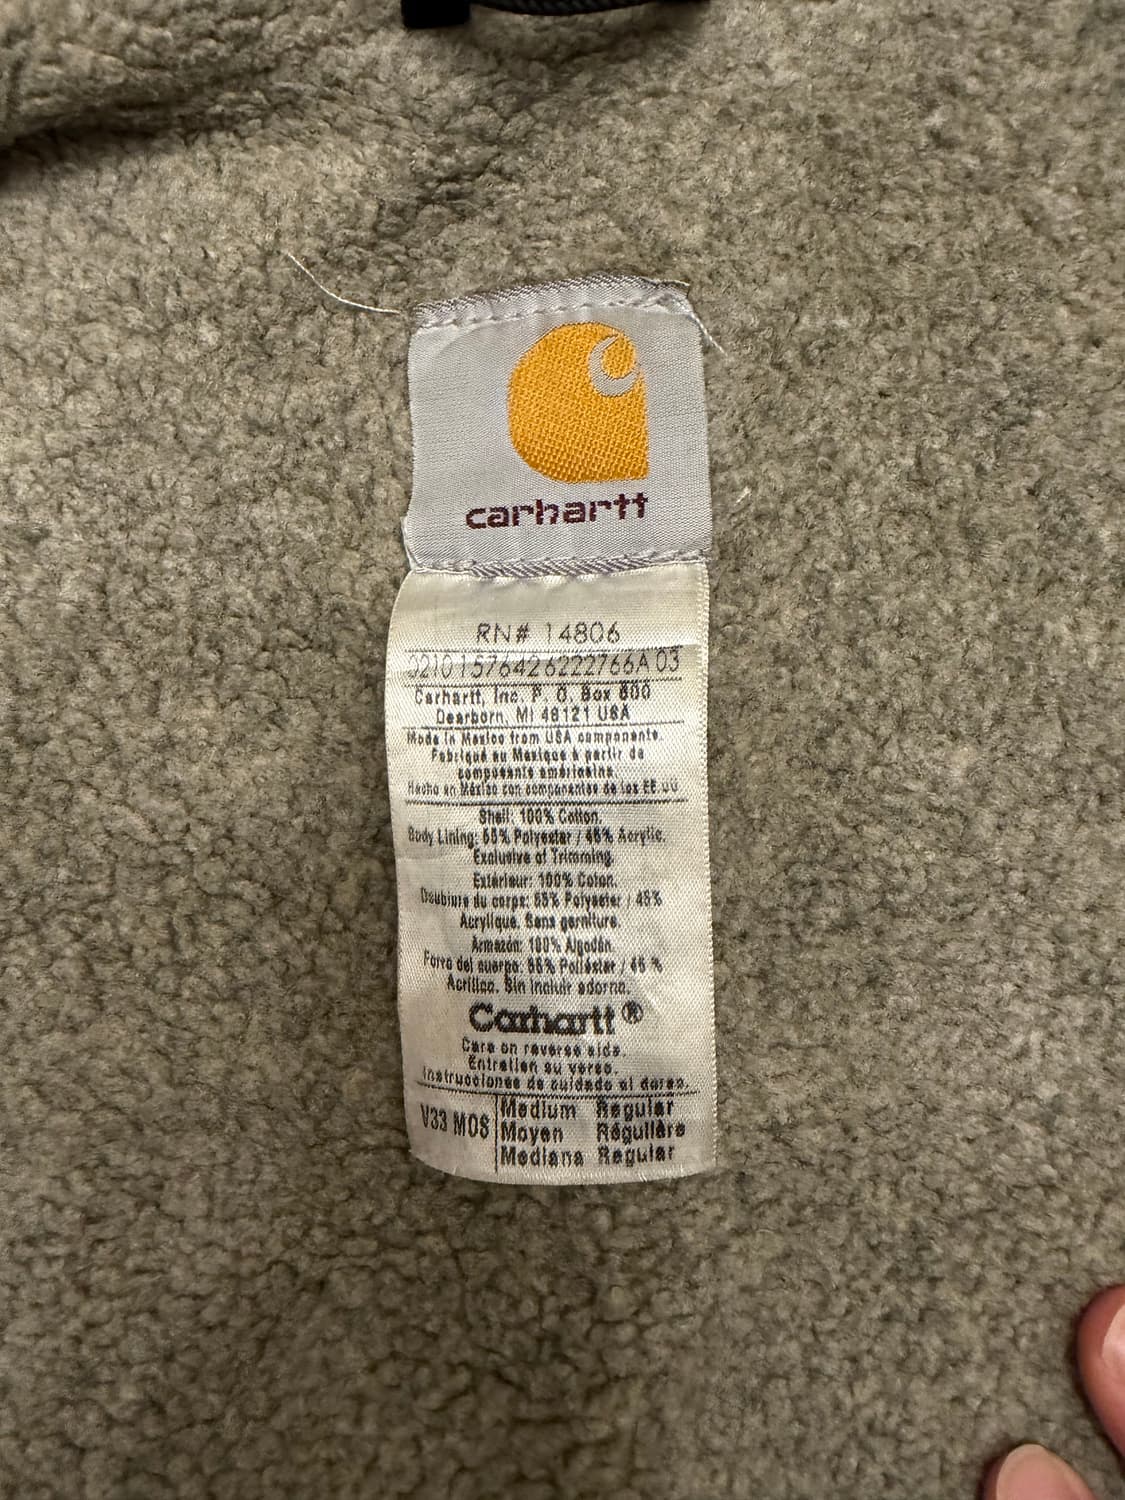 carhartt
RN# 14806
0210157642622766A 03
Carhartt, Inc. P. O. Box 600
Dearborn, MI 48121 USA
Made in Mexico from USA components.
Fabriqué au Mexique à partir de
composants américains.
Hecho en México con componentes de los EE.UU
Shell: 100% Cotton.
Body Lining: 55% Polyester / 45% Acrylic.
Exclusive of Trimming.
Extérieur: 100% Coton.
Doublure du corps: 55% Polyester / 45%
Acrylique. Sans garniture.
Armazón: 100% Algodón.
Forro del cuerpo: 55% Poliéster / 45 %
Acrílico. Sin incluir adorno.
Carhartt®
Care on reverse side.
Entretien au verso.
Instrucciones de cuidado al dorso.
V33 MOS
Medium Regular
Moyen Régulière
Mediana Regular